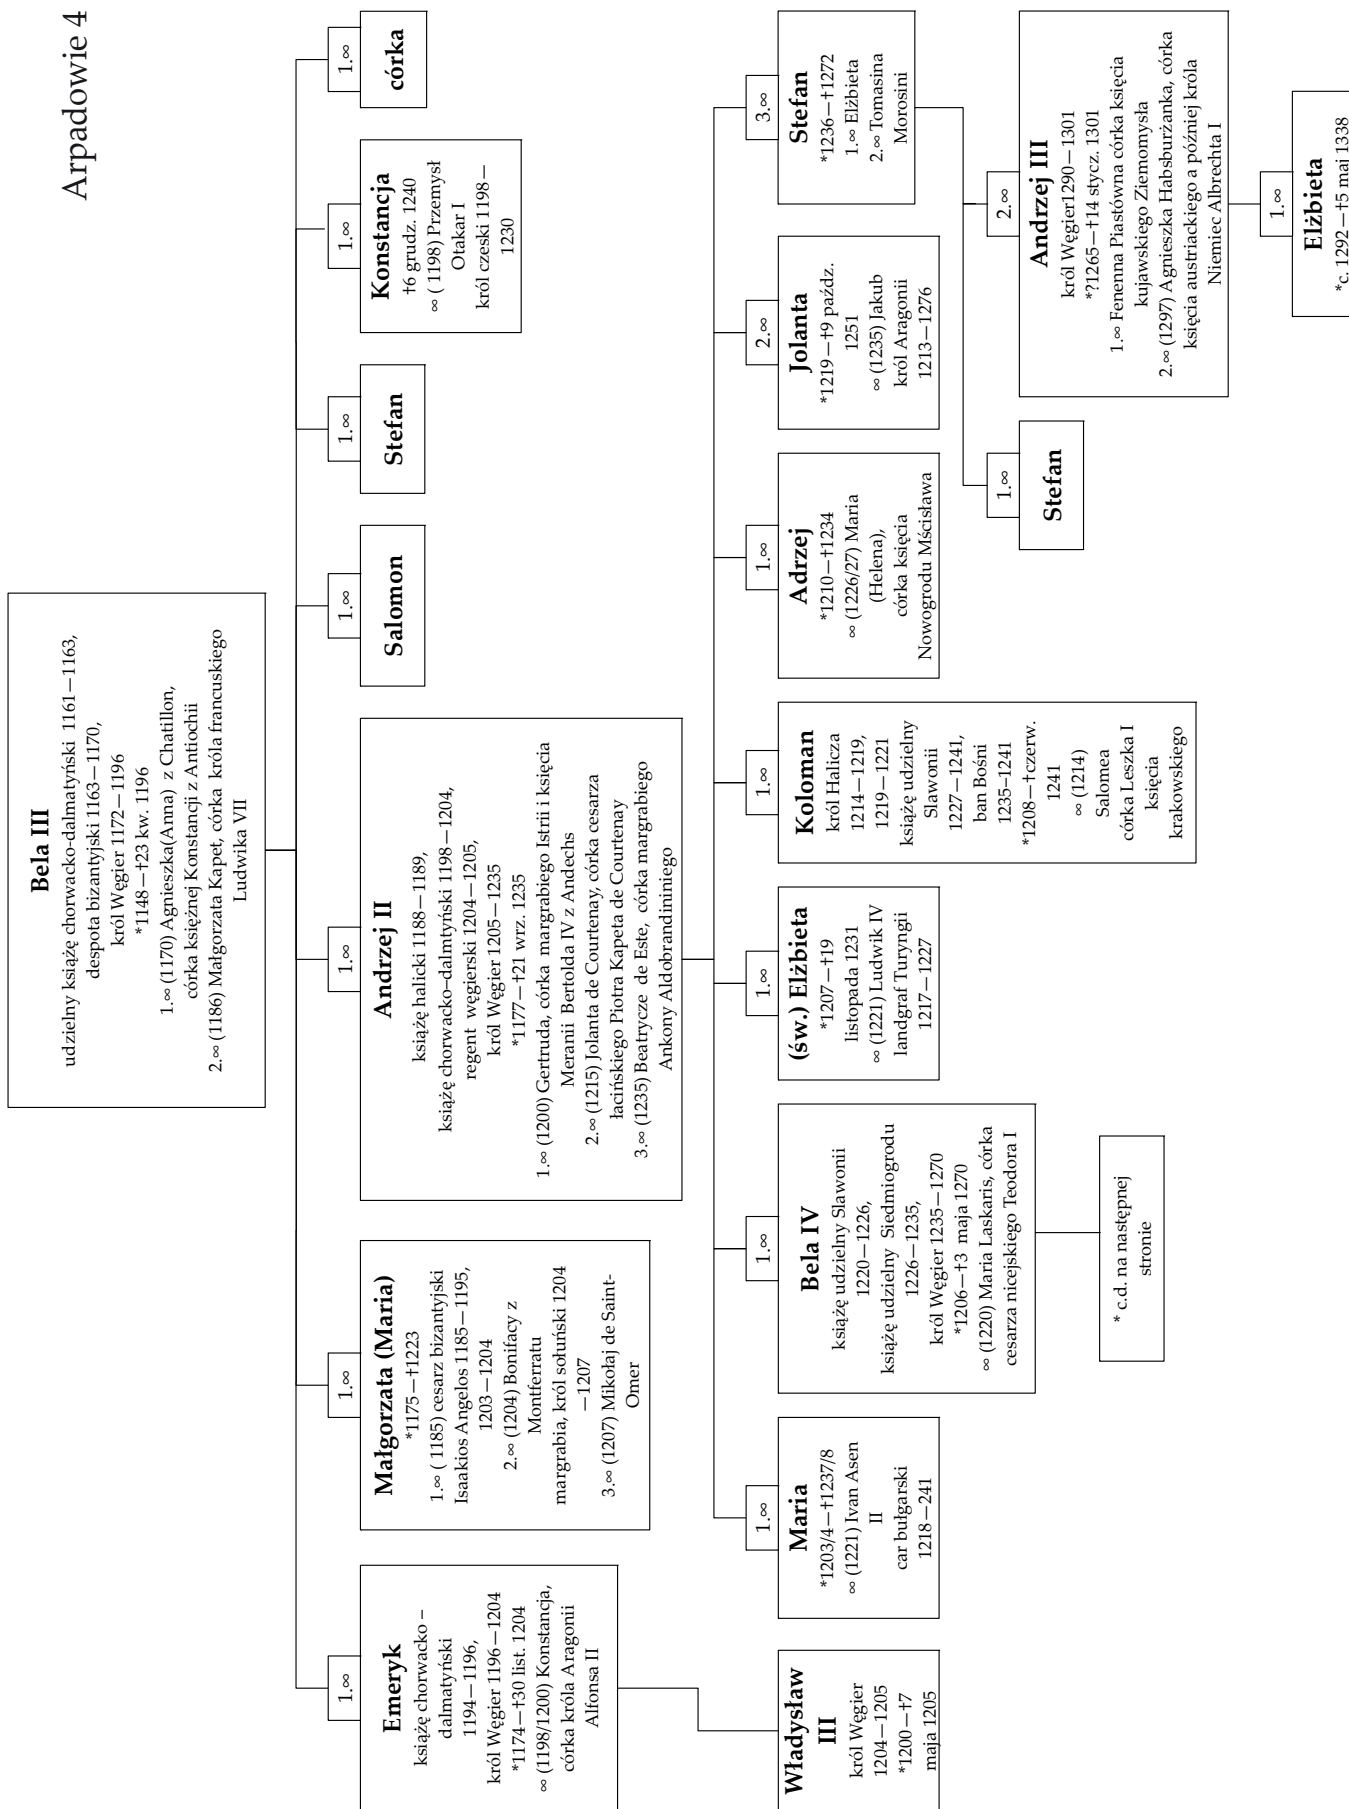 Arpadowie 4
Bela III
udzielny książę chorwacko-dalmatyński 1161—1163,
despota bizantyjski 1163—1170,
król Węgier 1172—1196
*1148—†23 kw. 1196
1.∞ (1170) Agnieszka(Anna) z Chatillon,
córka księżnej Konstancji z Antiochii
2.∞ (1186) Małgorzata Kapet, córka króla francuskiego
Ludwika VII
1.∞
Emeryk
książę chorwacko –
dalmatyński
1194—1196,
król Węgier 1196—1204
*1174—†30 list. 1204
∞ (1198/1200) Konstancja,
córka króla Aragonii
Alfonsa II
1.∞
Małgorzata (Maria)
*1175—†1223
1.∞ ( 1185) cesarz bizantyjski
Isaakios Angelos 1185—1195,
1203—1204
2.∞ (1204) Bonifacy z
Montferratu
margrabia, król sołuński 1204
—1207
3.∞ (1207) Mikołaj de Saint-
Omer
1.∞
Andrzej II
książę halicki 1188—1189,
książę chorwacko–dalmtyński 1198—1204,
regent węgierski 1204—1205,
król Węgier 1205—1235
*1177—†21 wrz. 1235
1.∞ (1200) Gertruda, córka margrabiego Istrii i księcia
Meranii Bertolda IV z Andechs
2.∞ (1215) Jolanta de Courtenay, córka cesarza
łacińskiego Piotra Kapeta de Courtenay
3.∞ (1235) Beatrycze de Este, córka margrabiego
Ankony Aldobrandiniego
1.∞
Salomon
1.∞
Stefan
1.∞
Konstancja
†6 grudz. 1240
∞ ( 1198) Przemysł
Otakar I
król czeski 1198—
1230
1.∞
córka
Władysław
III
król Węgier
1204—1205
*1200—†7
maja 1205
1.∞
Maria
*1203/4—†1237/8
∞ (1221) Ivan Asen
II
car bułgarski
1218—241
1.∞
Bela IV
książę udzielny Slawonii
1220—1226,
książę udzielny Siedmiogrodu
1226—1235,
król Węgier 1235—1270
*1206—†3 maja 1270
∞ (1220) Maria Laskaris, córka
cesarza nicejskiego Teodora I
1.∞
(św.) Elżbieta
*1207—†19
listopada 1231
∞ (1221) Ludwik IV
landgraf Turyngii
1217—1227
1.∞
Koloman
król Halicza
1214—1219,
1219—1221
książę udzielny
Slawonii
1227—1241,
ban Bośni
1235-1241
*1208—†czerw.
1241
∞ (1214)
Salomea
córka Leszka I
księcia
krakowskiego
1.∞
Adrzej
*1210—†1234
∞ (1226/27) Maria
(Helena),
córka księcia
Nowogrodu Mścisława
2.∞
Jolanta
*1219—†9 paźdz.
1251
∞ (1235) Jakub
król Aragonii
1213—1276
3.∞
Stefan
*1236—†1272
1.∞ Elżbieta
2.∞ Tomasina
Morosini
* c.d. na następnej
stronie
1.∞
Stefan
2.∞
Andrzej III
król Węgier1290—1301
*?1265—†14 stycz. 1301
1.∞ Fenenna Piastówna córka księcia
kujawskiego Ziemomysła
2.∞ (1297) Agnieszka Habsburżanka, córka
księcia austriackiego a później króla
Niemiec Albrechta I
1.∞
Elżbieta
*c. 1292—†5 maj 1338